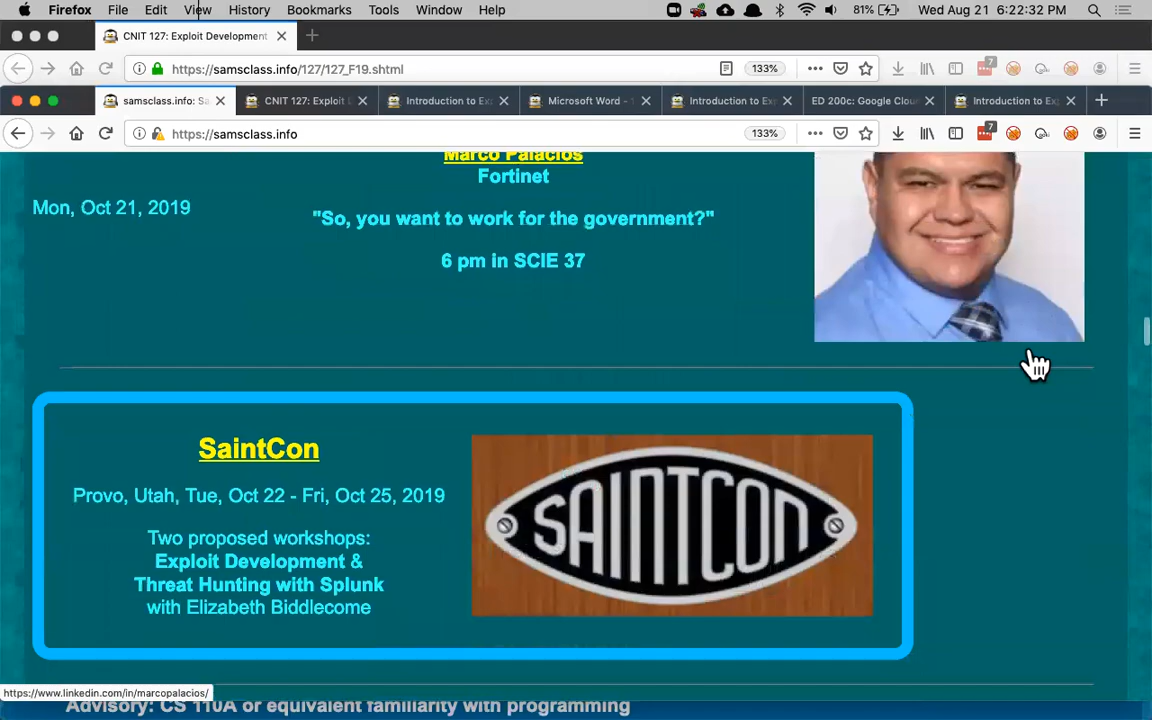 Firefox File Edit View History Bookmarks Tools Window Help 81% Wed Aug 21 6:22:32 PM
CNIT 127: Exploit Development
https://samsclass.info/127/127_F19.shtml 133% 7
samsclass.info: Sa CNIT 127: Exploit D Introduction to Ex Microsoft Word - Introduction to Ex ED 200c: Google Clou Introduction to Ex
https://samsclass.info 133% 7
Marco Palacios
Fortinet
Mon, Oct 21, 2019
"So, you want to work for the government?"
6 pm in SCIE 37
SaintCon
Provo, Utah, Tue, Oct 22 - Fri, Oct 25, 2019
Two proposed workshops:
Exploit Development &
Threat Hunting with Splunk
with Elizabeth Biddlecome
SAINTCON
https://www.linkedin.com/in/marcopalacios/
Advisory: CS 110A or equivalent familiarity with programming